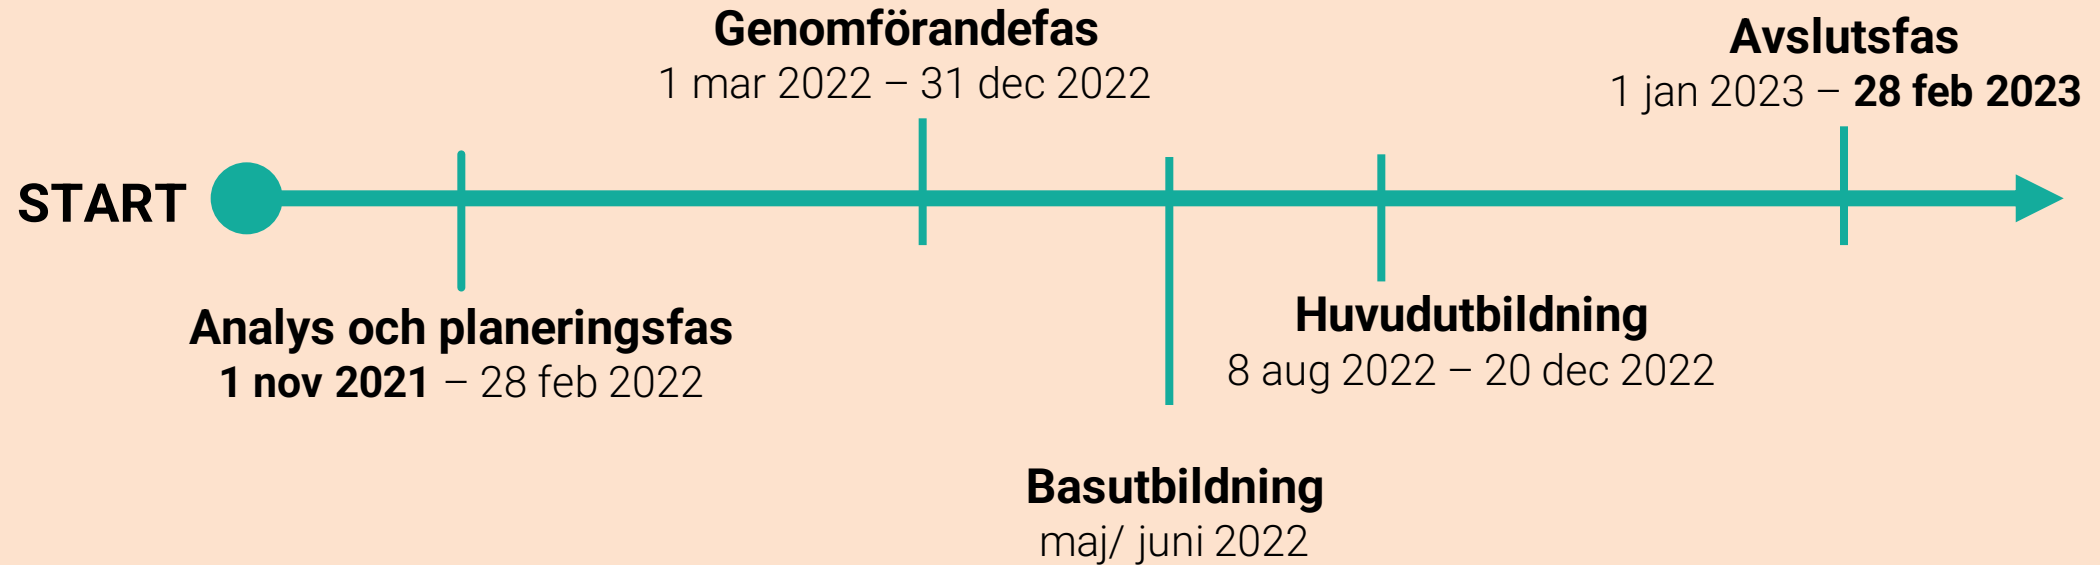 START
Analys och planeringsfas
1 nov 2021 – 28 feb 2022
Genomförandefas
1 mar 2022 – 31 dec 2022
Basutbildning
maj/ juni 2022
Huvudutbildning
8 aug 2022 – 20 dec 2022
Avslutsfas
1 jan 2023 – 28 feb 2023